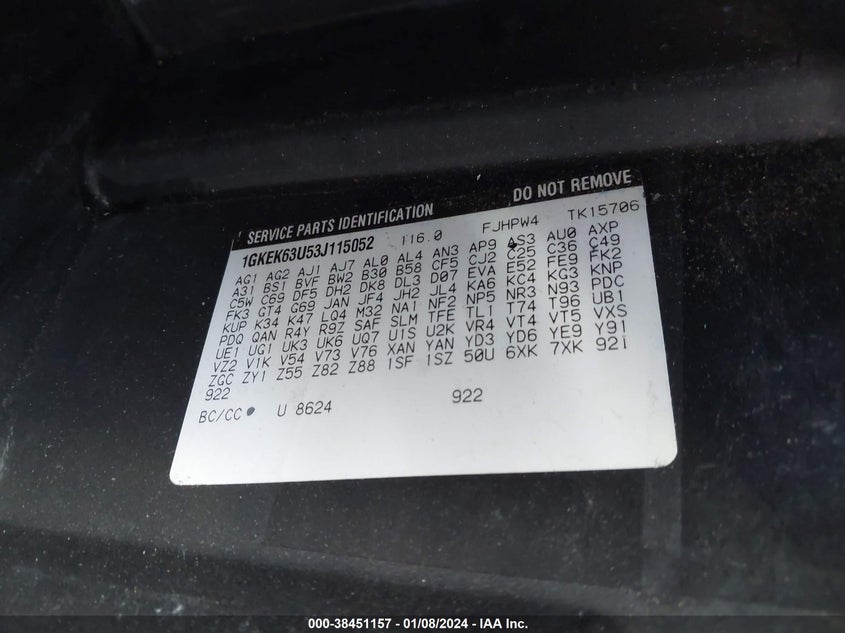 SERVICE PARTS IDENTIFICATION DO NOT REMOVE
1GKEK63U53J115052 116.0 FJHPW4 TK15706
AG1 AG2 AJ1 AJ7 AL0 AL4 AN3 AP9 AS3 AU0 AXP
A31 BS1 BVF BW2 B30 B58 CF5 CJ2 C25 C36 C49
C5W C69 DF5 DH2 DK8 DL3 D07 EVA E52 FE9 FK2
FK3 GT4 G69 JAN JF4 JH2 JL4 KA6 KC4 KG3 KNP
KUP K34 K47 LQ4 M32 NA1 NF2 NP5 NR3 N93 PDC
PDQ QAN R4Y R9Z SAF SLM TFE TL1 T74 T96 UB1
UE1 UG1 UK3 UK6 UQ7 U1S U2K VR4 VT4 VT5 VXS
VZ2 V1K V54 V73 V76 XAN YAN YD3 YD6 YE9 Y91
ZGC ZY1 Z55 Z82 Z88 1SF 1SZ 50U 6XK 7XK 92I
922
BC/CC● U 8624 922
000-38451157 - 01/08/2024 - IAA Inc.